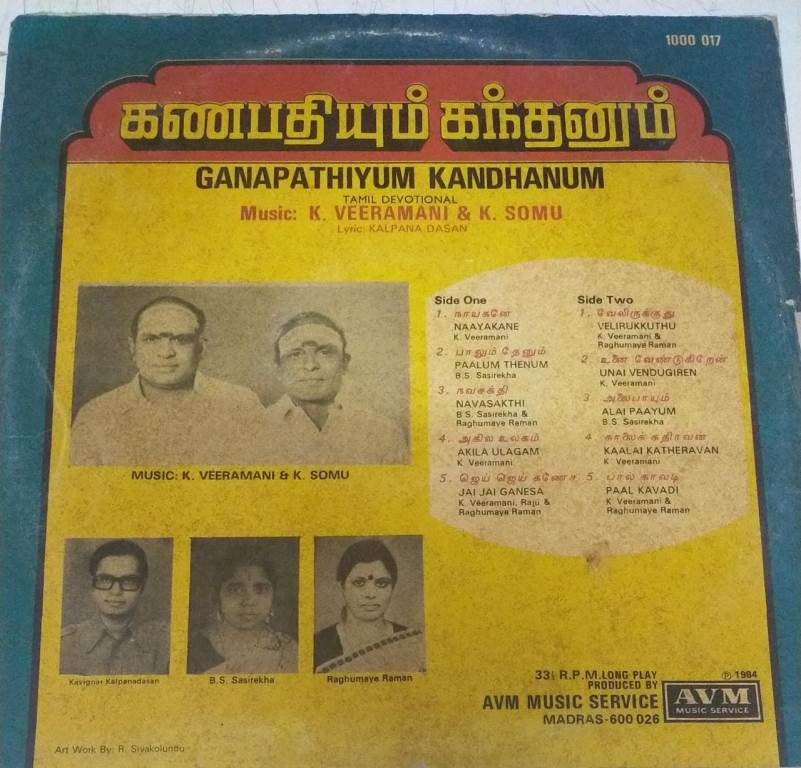 1000 017
கணபதியும் கந்தனும்
GANAPATHIYUM KANDHANUM
TAMIL DEVOTIONAL
Music: K. VEERAMANI & K. SOMU
Lyric: KALPANA DASAN
MUSIC: K. VEERAMANI & K. SOMU
Side One
1. நாயகனே
NAAYAKANE
K. Veeramani
2. பாலும் தேனும்
PAALUM THENUM
B.S. Sasirekha
3. நவசக்தி
NAVASAKTHI
B.S. Sasirekha &
Raghumaye Raman
4. அகில உலகம்
AKILA ULAGAM
K. Veeramani
5. ஜெய் ஜெய் கணேச
JAI JAI GANESA
K. Veeramani, Raju &
Raghumaye Raman
Side Two
1. வேலிருக்குது
VELIRUKKUTHU
K. Veeramani &
Raghumaye Raman
2. உனை வேண்டுகிறேன்
UNAI VENDUGIREN
K. Veeramani
3 அலைபாயும்
ALAI PAAYUM
B.S. Sasirekha
4 காலைக் கதிரவன்
KAALAI KATHERAVAN
K. Veeramani
5 பால் காவடி
PAAL KAVADI
K. Veeramani &
Raghumaye Raman
Kavignar Kalpanadasan
B.S. Sasirekha
Raghumaye Raman
33⅓ R.P.M. LONG PLAY
PRODUCED BY
AVM MUSIC SERVICE
MADRAS-600 026
℗ 1984
AVM
MUSIC SERVICE
Art Work By: R. Sivakolundu